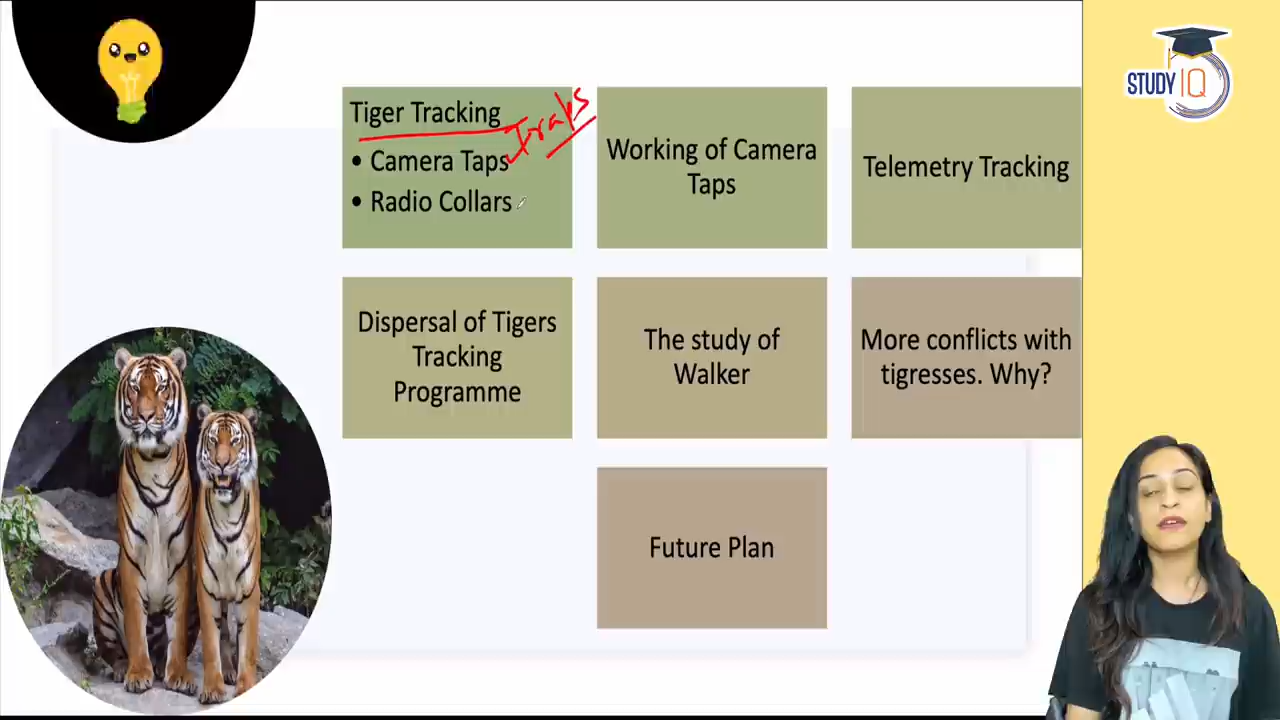 Tiger Tracking
Traps
• Camera Taps
• Radio Collars
Working of Camera
Taps
Telemetry Tracking
Dispersal of Tigers
Tracking
Programme
The study of
Walker
More conflicts with
tigresses. Why?
Future Plan
STUDY IQ